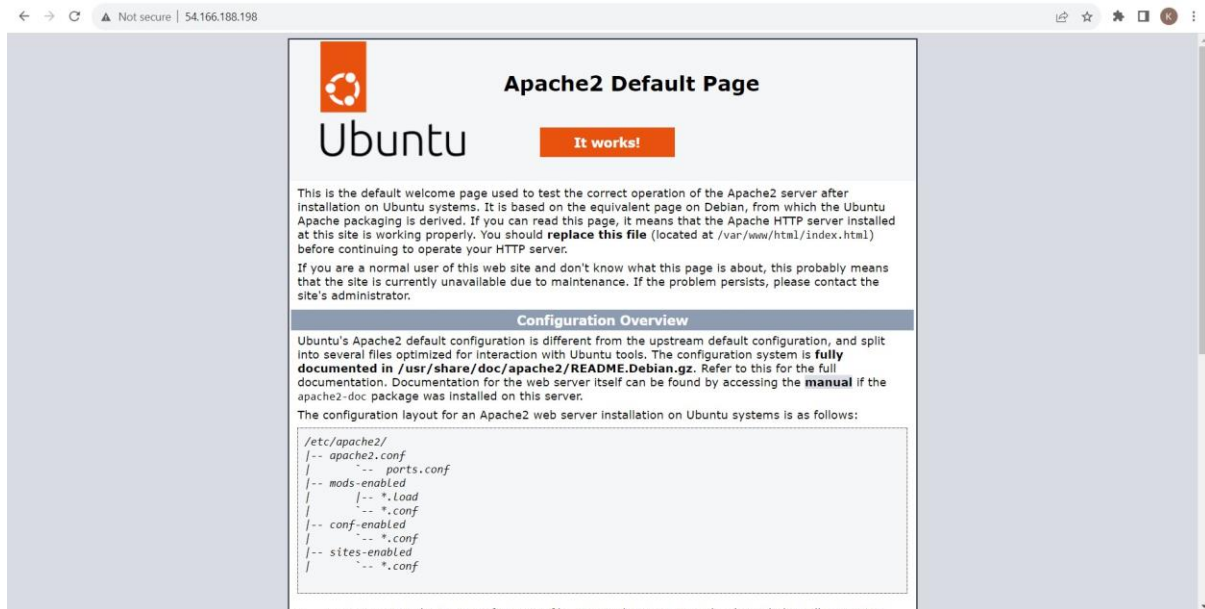 Not secure | 54.166.188.198
K
Apache2 Default Page
Ubuntu
It works!
This is the default welcome page used to test the correct operation of the Apache2 server after
installation on Ubuntu systems. It is based on the equivalent page on Debian, from which the Ubuntu
Apache packaging is derived. If you can read this page, it means that the Apache HTTP server installed
at this site is working properly. You should replace this file (located at /var/www/html/index.html)
before continuing to operate your HTTP server.
If you are a normal user of this web site and don't know what this page is about, this probably means
that the site is currently unavailable due to maintenance. If the problem persists, please contact the
site's administrator.
Configuration Overview
Ubuntu's Apache2 default configuration is different from the upstream default configuration, and split
into several files optimized for interaction with Ubuntu tools. The configuration system is fully
documented in /usr/share/doc/apache2/README.Debian.gz. Refer to this for the full
documentation. Documentation for the web server itself can be found by accessing the manual if the
apache2-doc package was installed on this server.
The configuration layout for an Apache2 web server installation on Ubuntu systems is as follows:
/etc/apache2/
|-- apache2.conf
|       `--  ports.conf
|-- mods-enabled
|       |-- *.load
|       `-- *.conf
|-- conf-enabled
|       `-- *.conf
|-- sites-enabled
|       `-- *.conf